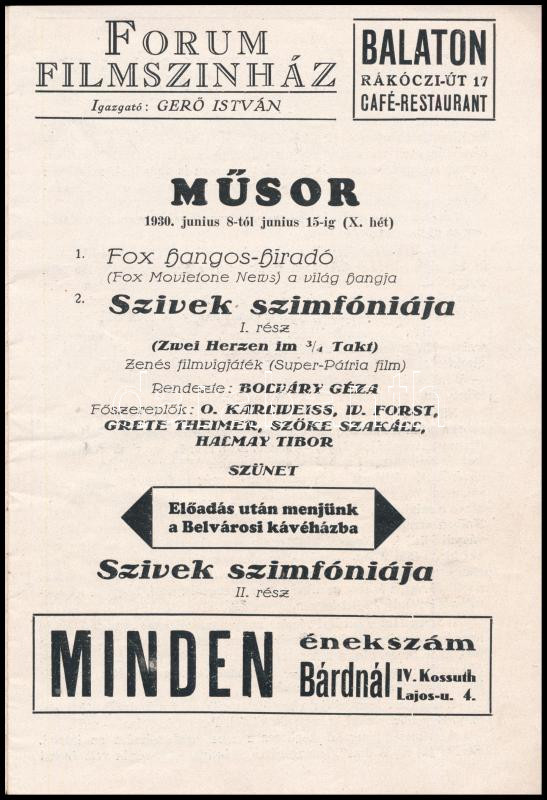 FORUM
FILMSZINHÁZ
Igazgató: GERŐ ISTVÁN
BALATON
RÁKÓCZI-ÚT 17
CAFÉ-RESTAURANT
MŰSOR
1930. junius 8-tól junius 15-ig (X. hét)
1. Fox Hangos-Hiradó
(Fox Movietone News) a világ hangja
2. Szivek szimfóniája
I. rész
(Zwei Herzen im 3/4 Takt)
Zenés filmvigjáték (Super-Pátria film)
Rendezte: BOLVÁRY GÉZA
Főszereplők: O. KARLWEISS, W. FORST,
GRETE THEIMER, SZŐKE SZAKÁLL,
HALMAY TIBOR
SZÜNET
Előadás után menjünk
a Belvárosi kávéházba
Szivek szimfóniája
II. rész
MINDEN
énekszám
Bárdnál
IV. Kossuth
Lajos-u. 4.